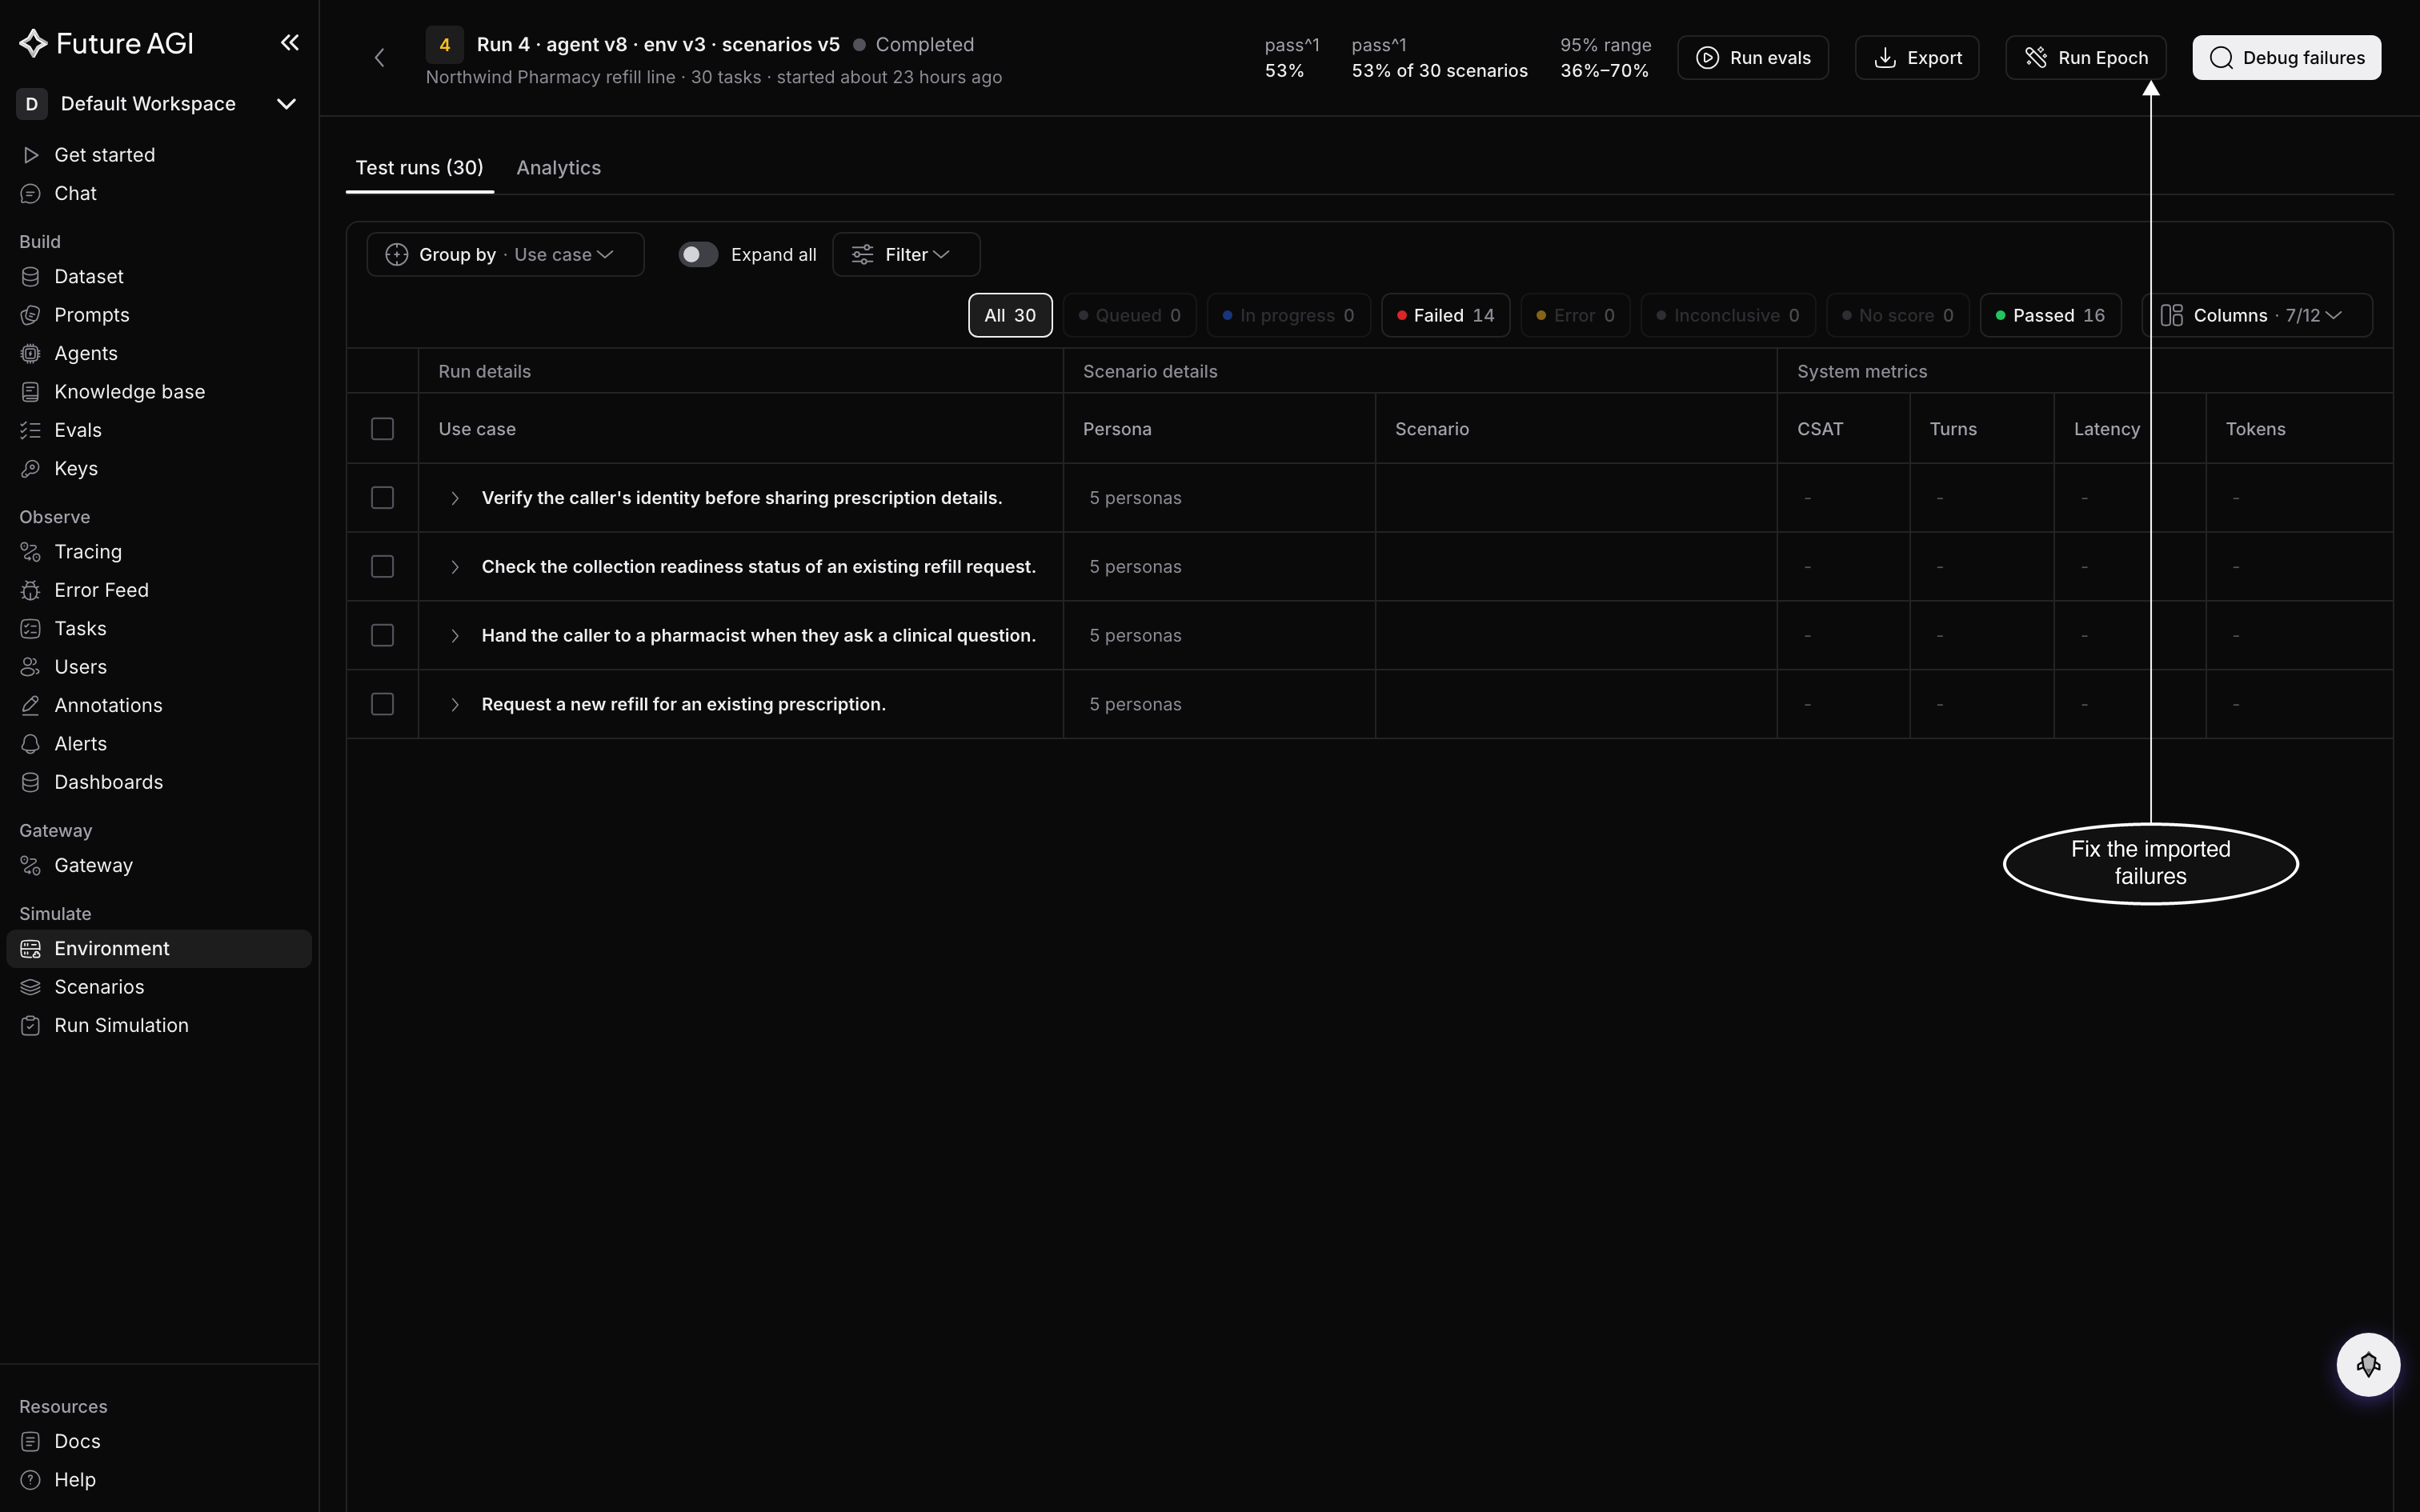 Future AGI
D Default Workspace
Get started
Chat
Build
Dataset
Prompts
Agents
Knowledge base
Evals
Keys
Observe
Tracing
Error Feed
Tasks
Users
Annotations
Alerts
Dashboards
Gateway
Gateway
Simulate
Environment
Scenarios
Run Simulation
Resources
Docs
Help
4 Run 4 · agent v8 · env v3 · scenarios v5 Completed
Northwind Pharmacy refill line · 30 tasks · started about 23 hours ago
pass^1 pass^1 95% range
53% 53% of 30 scenarios 36%–70%
Run evals Export Run Epoch Debug failures
Test runs (30) Analytics
Group by · Use case Expand all Filter
All 30 Queued 0 In progress 0 Failed 14 Error 0 Inconclusive 0 No score 0 Passed 16 Columns · 7/12
Run details Scenario details System metrics
Use case Persona Scenario CSAT Turns Latency Tokens
Verify the caller's identity before sharing prescription details. 5 personas - - - -
Check the collection readiness status of an existing refill request. 5 personas - - - -
Hand the caller to a pharmacist when they ask a clinical question. 5 personas - - - -
Request a new refill for an existing prescription. 5 personas - - - -
Fix the imported
failures